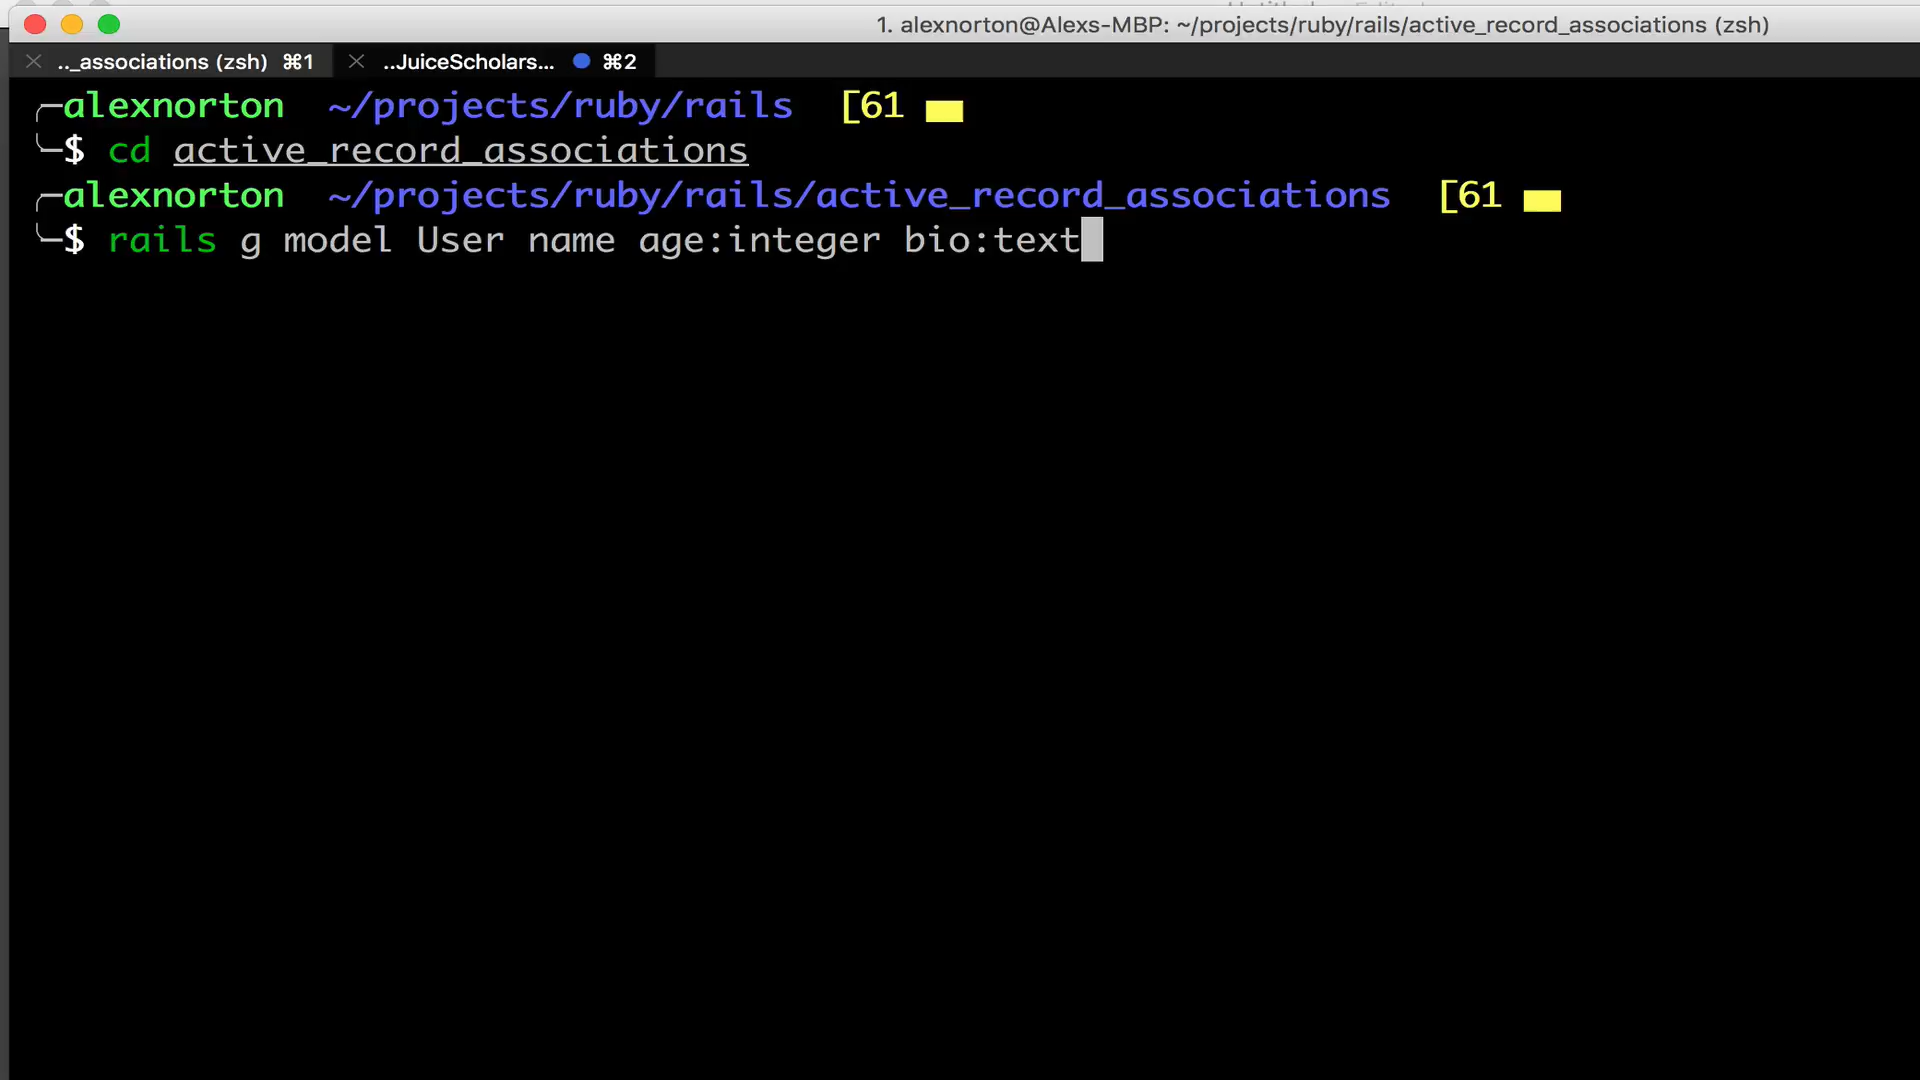 1. alexnorton@Alexs-MBP: ~/projects/ruby/rails/active_record_associations (zsh)
.._associations (zsh) ⌘1 ..JuiceScholars... ⌘2
alexnorton ~/projects/ruby/rails [61
$ cd active_record_associations
alexnorton ~/projects/ruby/rails/active_record_associations [61
$ rails g model User name age:integer bio:text